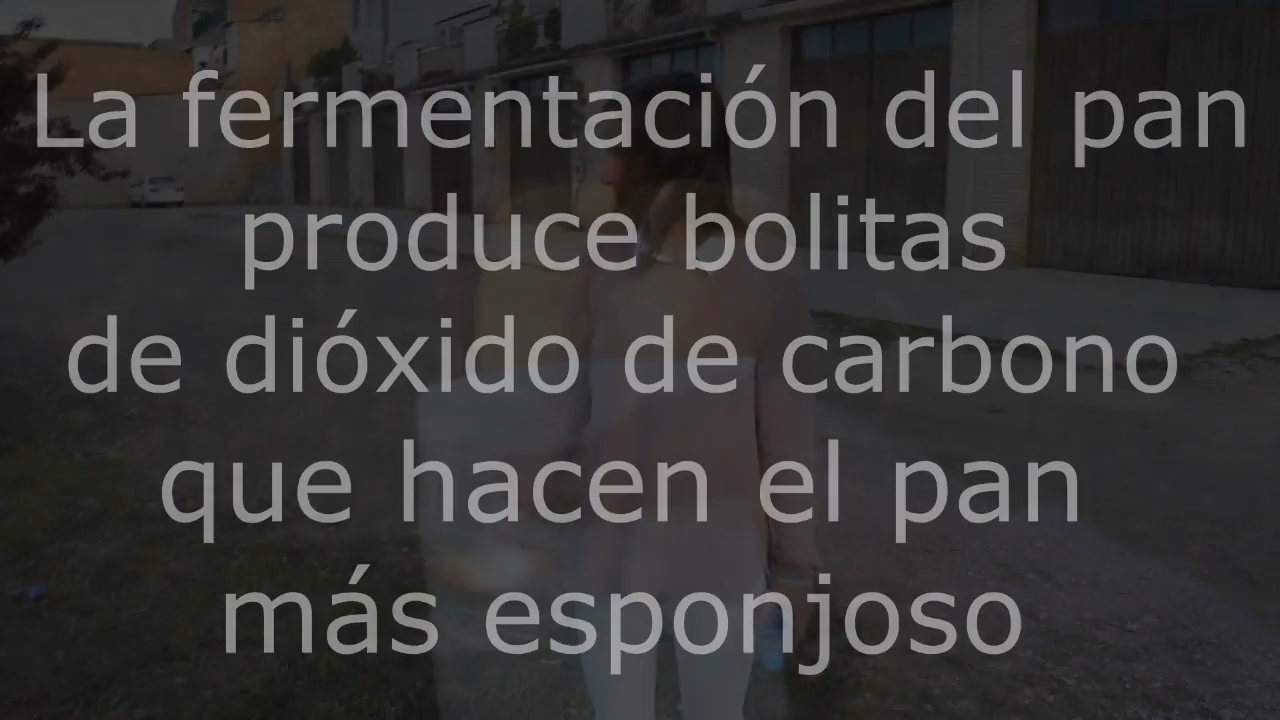 La fermentación del pan
produce bolitas
de dióxido de carbono
que hacen el pan
más esponjoso